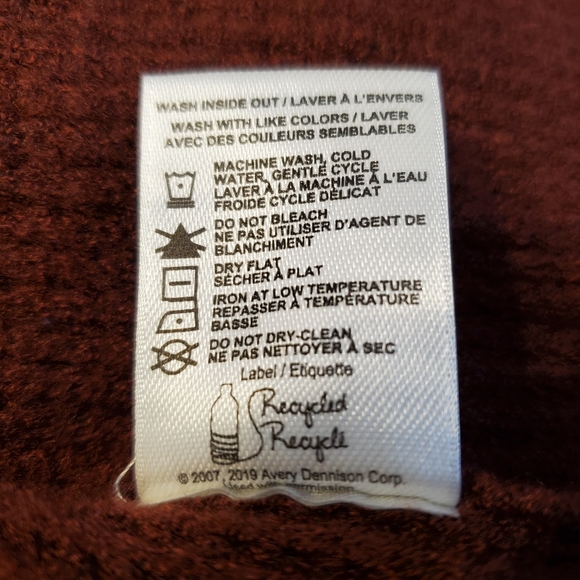 WASH INSIDE OUT / LAVER À L'ENVERS
WASH WITH LIKE COLORS / LAVER
AVEC DES COULEURS SEMBLABLES
MACHINE WASH, COLD
WATER, GENTLE CYCLE
LAVER À LA MACHINE À L'EAU
FROIDE CYCLE DÉLICAT
DO NOT BLEACH
NE PAS UTILISER D'AGENT DE
BLANCHIMENT
DRY FLAT
SÉCHER À PLAT
IRON AT LOW TEMPERATURE
REPASSER À TEMPÉRATURE
BASSE
DO NOT DRY-CLEAN
NE PAS NETTOYER À SEC
Label / Étiquette
Recycled
Recyclé
© 2007, 2019 Avery Dennison Corp.
Used with permission